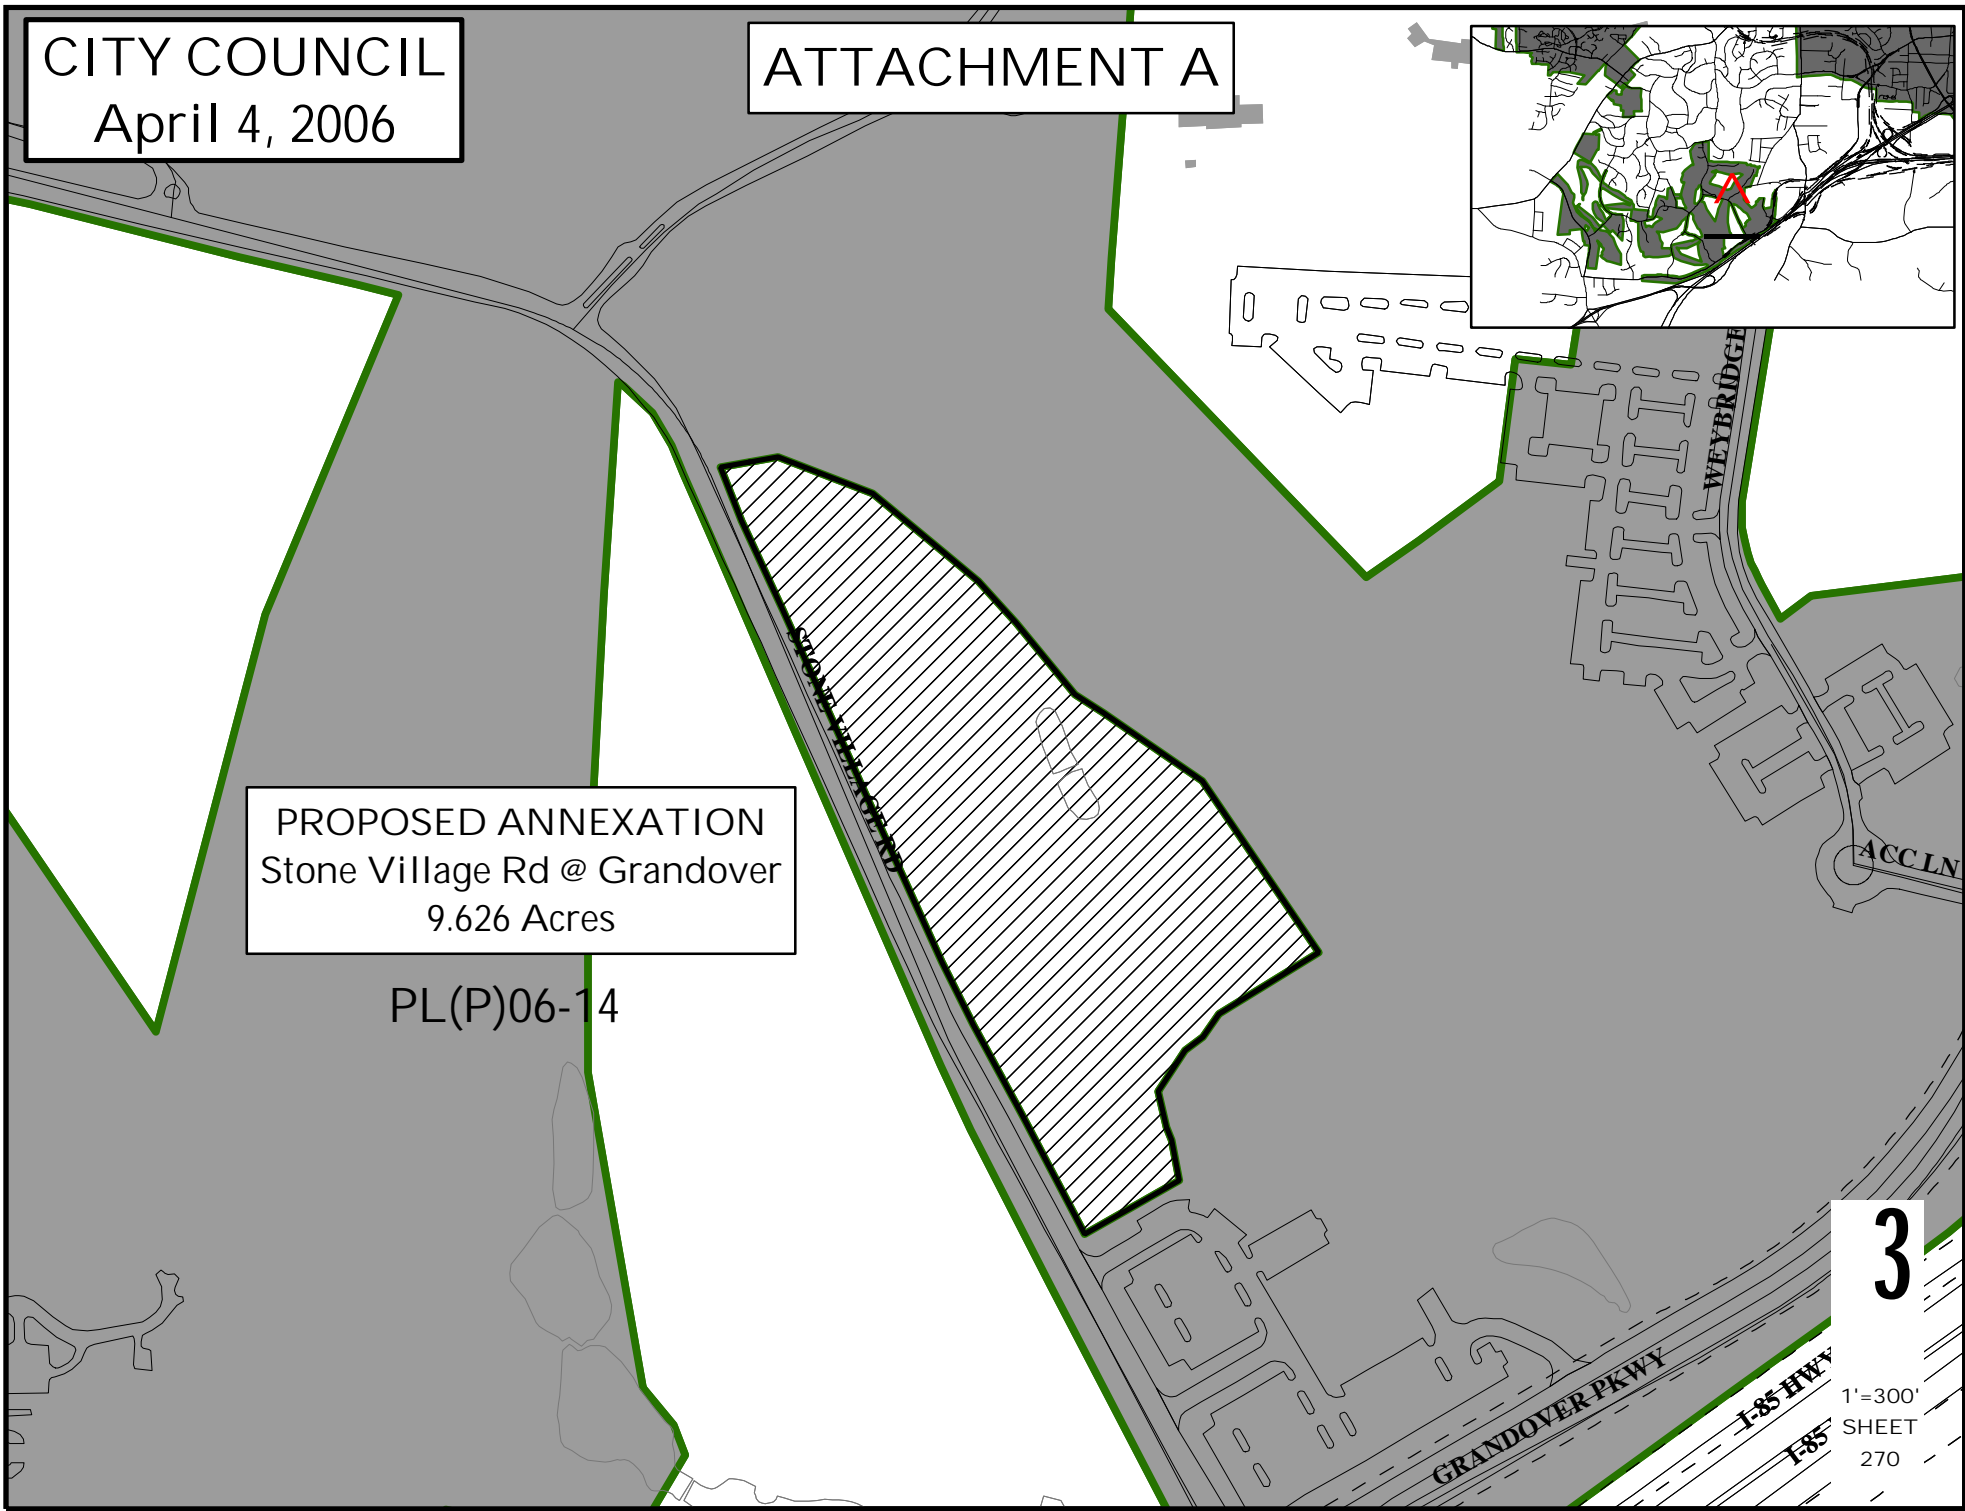 CITY COUNCIL
April 4, 2006
ATTACHMENT A
WEYBRIDGE
STONE VILLAGE RD
PROPOSED ANNEXATION
Stone Village Rd @ Grandover
9.626 Acres
PL(P)06-14
ACC LN
GRANDOVER PKWY
I-85 HWY
I-85
3
1'=300'
SHEET
270